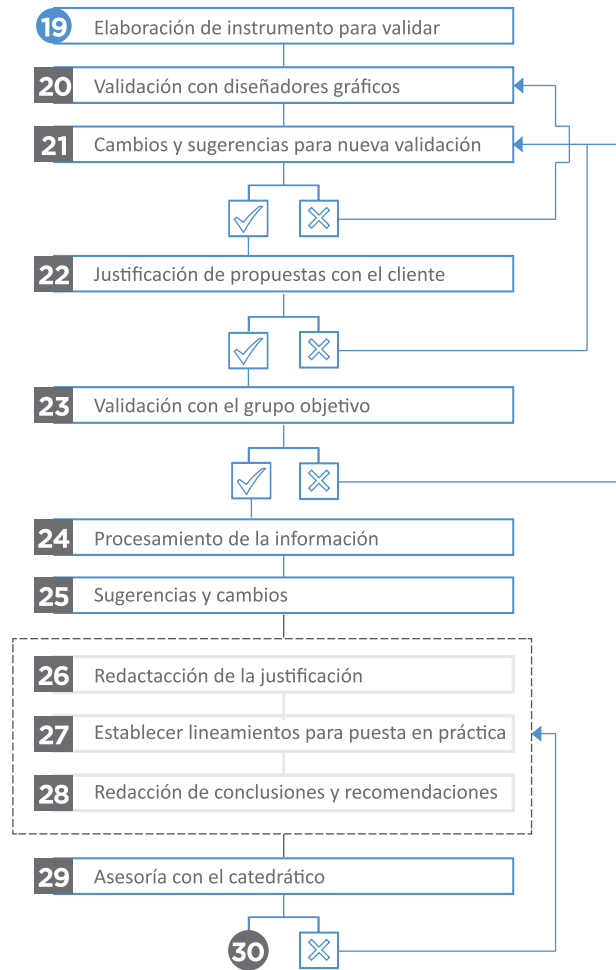 19 Elaboración de instrumento para validar
20 Validación con diseñadores gráficos
21 Cambios y sugerencias para nueva validación
22 Justificación de propuestas con el cliente
23 Validación con el grupo objetivo
24 Procesamiento de la información
25 Sugerencias y cambios
26 Redactacción de la justificación
27 Establecer lineamientos para puesta en práctica
28 Redacción de conclusiones y recomendaciones
29 Asesoría con el catedrático
30